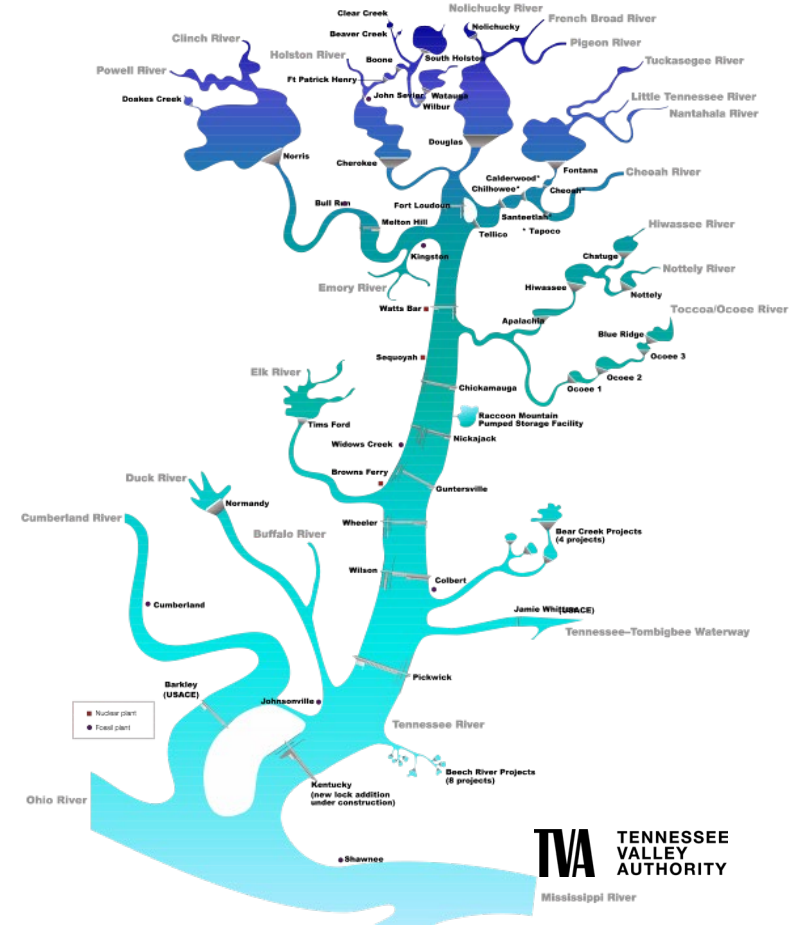 Nolichucky River
Clear Creek
French Broad River
Beaver Creek
Nolichucky
Clinch River
Pigeon River
Holston River
Boone
South Holston
Tuckasegee River
Powell River
Ft Patrick Henry
Doakes Creek
John Sevier
Watauga
Wilbur
Little Tennessee River
Nantahala River
Douglas
Norris
Cherokee
Fontana
Cheoah River
Calderwood*
Chilhowee*
Cheoah*
Bull Run
Fort Loudoun
Santeetlah*
Melton Hill
Tellico
* Tapoco
Hiwassee River
Kingston
Chatuge
Emory River
Nottely River
Hiwassee
Nottely
Watts Bar
Toccoa/Ocoee River
Apalachia
Blue Ridge
Sequoyah
Ocoee 3
Elk River
Ocoee 2
Chickamauga
Ocoee 1
Raccoon Mountain
Pumped Storage Facility
Tims Ford
Nickajack
Widows Creek
Browns Ferry
Duck River
Guntersville
Normandy
Cumberland River
Wheeler
Buffalo River
Bear Creek Projects
(4 projects)
Wilson
Colbert
Cumberland
Jamie
(USACE)
Tennessee–Tombigbee Waterway
Pickwick
Barkley
(USACE)
Johnsonville
Nuclear plant
Fossil plant
Tennessee River
Beech River Projects
(8 projects)
Kentucky
(new lock addition
under construction)
Ohio River
TVA
TENNESSEE
VALLEY
AUTHORITY
Shawnee
Mississippi River